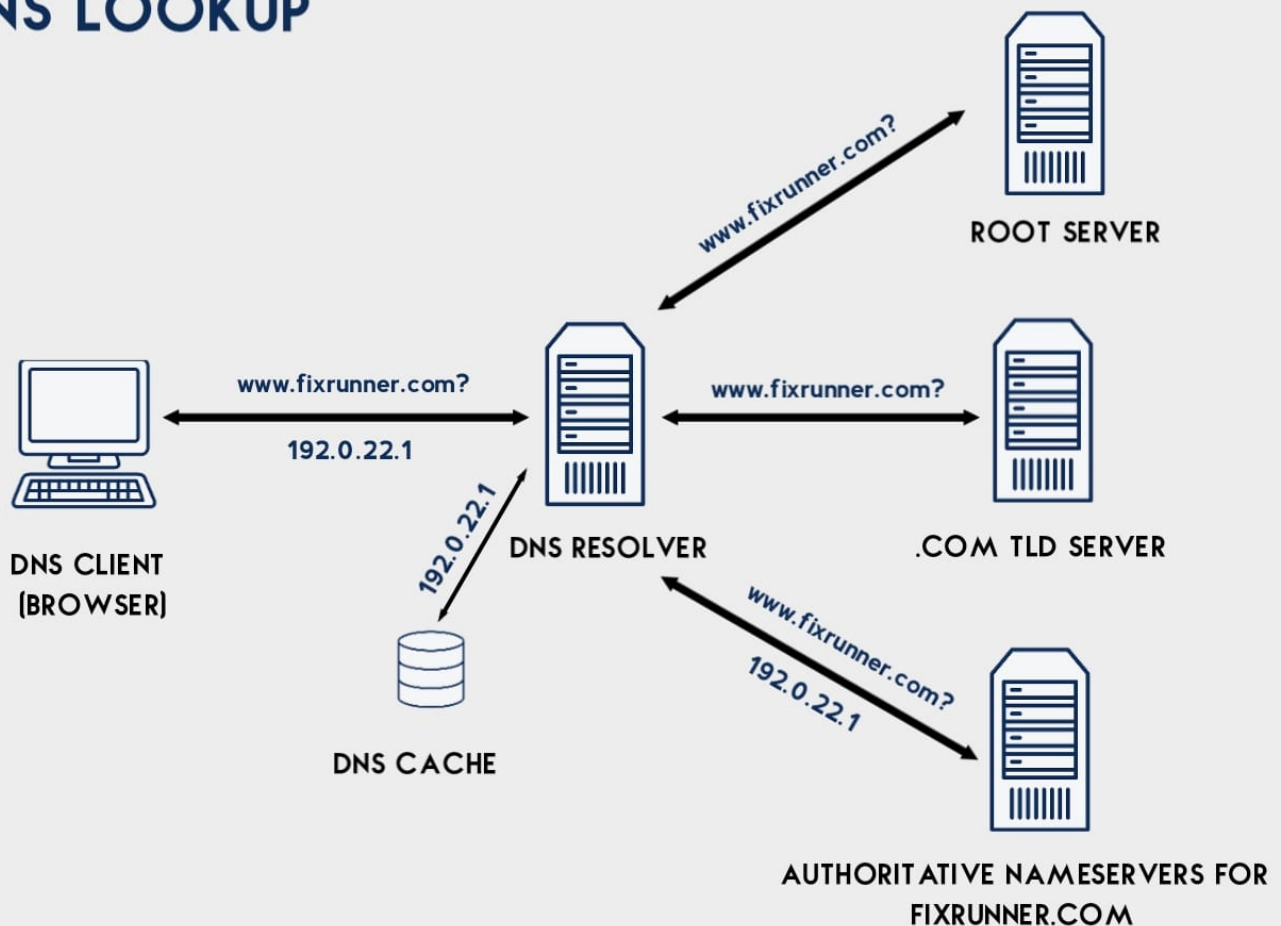 NS LOOKUP
www.fixrunner.com?
ROOT SERVER
www.fixrunner.com?
192.0.22.1
www.fixrunner.com?
DNS CLIENT
(BROWSER)
192.0.22.1
DNS RESOLVER
.COM TLD SERVER
DNS CACHE
www.fixrunner.com?
192.0.22.1
AUTHORITATIVE NAMESERVERS FOR
FIXRUNNER.COM